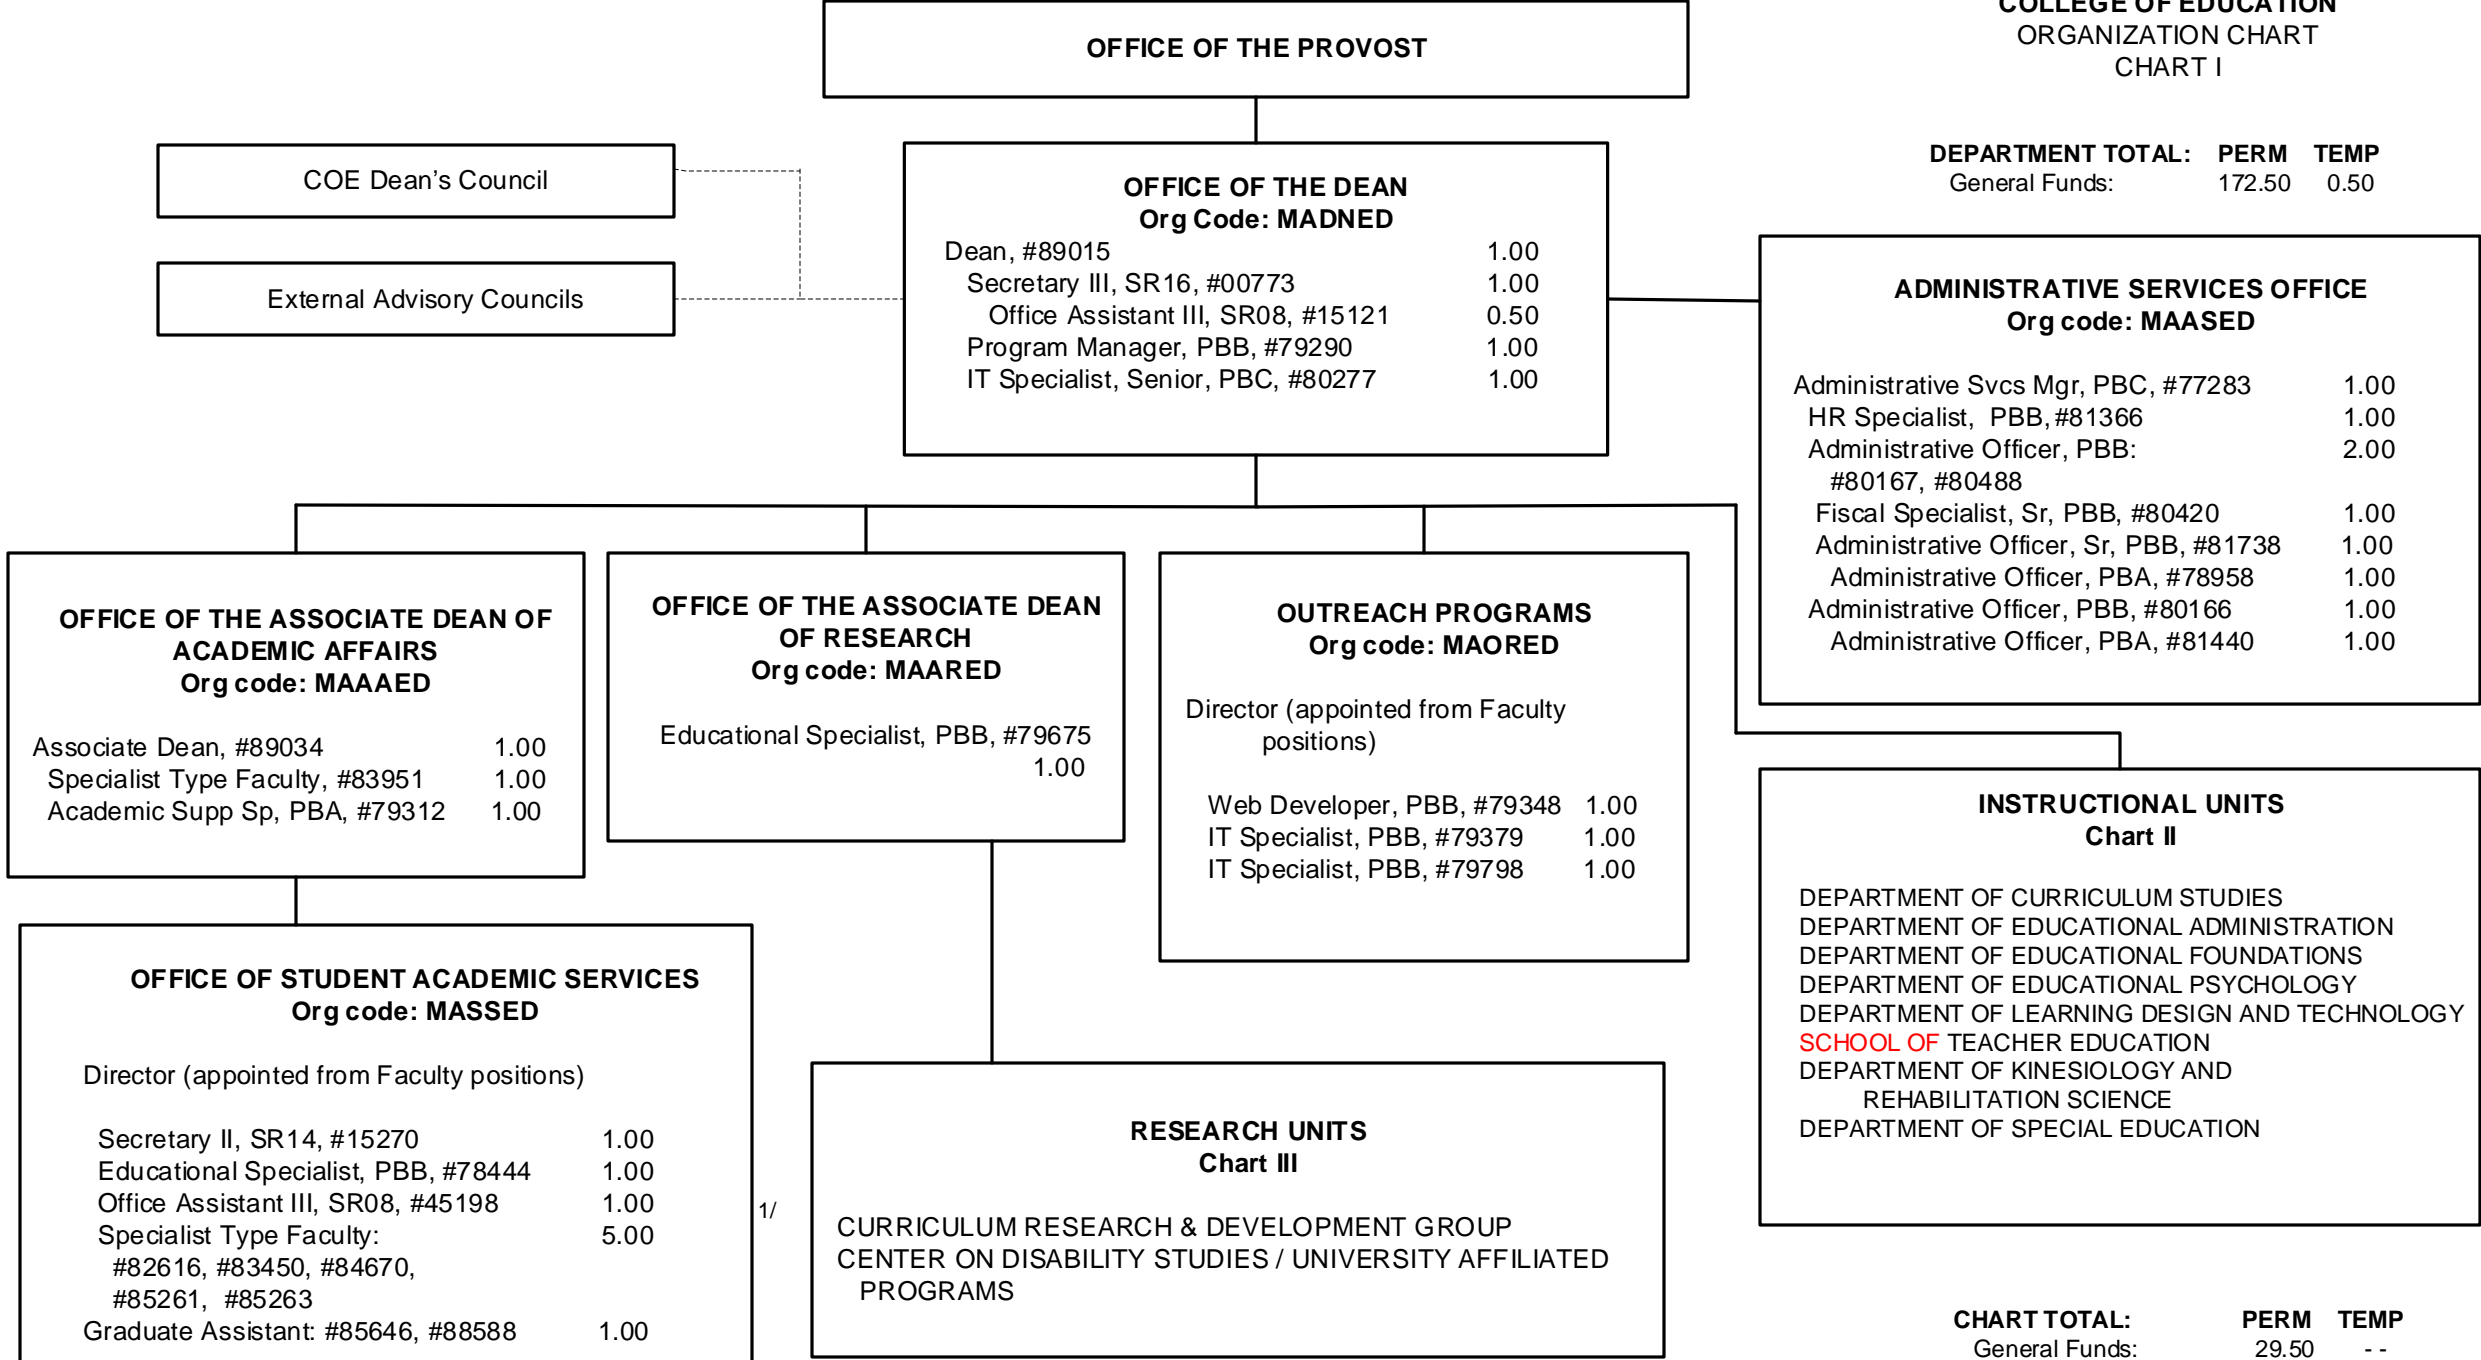 COLLEGE OF EDUCATION
ORGANIZATION CHART
CHART I
OFFICE OF THE PROVOST
DEPARTMENT TOTAL: PERM TEMP
General Funds: 172.50 0.50
COE Dean's Council
External Advisory Councils
OFFICE OF THE DEAN
Org Code: MADNED
Dean, #89015 1.00
Secretary III, SR16, #00773 1.00
Office Assistant III, SR08, #15121 0.50
Program Manager, PBB, #79290 1.00
IT Specialist, Senior, PBC, #80277 1.00
ADMINISTRATIVE SERVICES OFFICE
Org code: MAASED
Administrative Svcs Mgr, PBC, #77283 1.00
HR Specialist, PBB, #81366 1.00
Administrative Officer, PBB: 2.00
#80167, #80488
Fiscal Specialist, Sr, PBB, #80420 1.00
Administrative Officer, Sr, PBB, #81738 1.00
Administrative Officer, PBA, #78958 1.00
Administrative Officer, PBB, #80166 1.00
Administrative Officer, PBA, #81440 1.00
OFFICE OF THE ASSOCIATE DEAN OF
ACADEMIC AFFAIRS
Org code: MAAAED
Associate Dean, #89034 1.00
Specialist Type Faculty, #83951 1.00
Academic Supp Sp, PBA, #79312 1.00
OFFICE OF THE ASSOCIATE DEAN
OF RESEARCH
Org code: MAARED
Educational Specialist, PBB, #79675
1.00
OUTREACH PROGRAMS
Org code: MAORED
Director (appointed from Faculty
positions)
Web Developer, PBB, #79348 1.00
IT Specialist, PBB, #79379 1.00
IT Specialist, PBB, #79798 1.00
INSTRUCTIONAL UNITS
Chart II
DEPARTMENT OF CURRICULUM STUDIES
DEPARTMENT OF EDUCATIONAL ADMINISTRATION
DEPARTMENT OF EDUCATIONAL FOUNDATIONS
DEPARTMENT OF EDUCATIONAL PSYCHOLOGY
DEPARTMENT OF LEARNING DESIGN AND TECHNOLOGY
SCHOOL OF TEACHER EDUCATION
DEPARTMENT OF KINESIOLOGY AND
REHABILITATION SCIENCE
DEPARTMENT OF SPECIAL EDUCATION
OFFICE OF STUDENT ACADEMIC SERVICES
Org code: MASSED
Director (appointed from Faculty positions)
Secretary II, SR14, #15270 1.00
Educational Specialist, PBB, #78444 1.00
Office Assistant III, SR08, #45198 1.00 1/
Specialist Type Faculty: 5.00
#82616, #83450, #84670,
#85261, #85263
Graduate Assistant: #85646, #88588 1.00
RESEARCH UNITS
Chart III
CURRICULUM RESEARCH & DEVELOPMENT GROUP
CENTER ON DISABILITY STUDIES / UNIVERSITY AFFILIATED
PROGRAMS
CHART TOTAL: PERM TEMP
General Funds: 29.50 - -